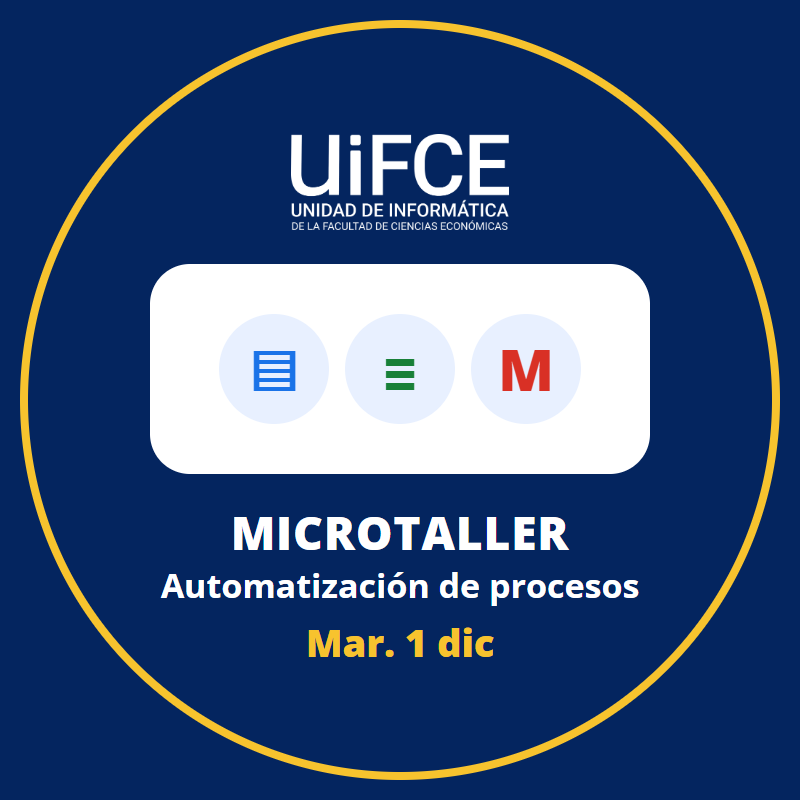 UiFCE
UNIDAD DE INFORMÁTICA
DE LA FACULTAD DE CIENCIAS ECONÓMICAS
M
MICROTALLER
Automatización de procesos
Mar. 1 dic